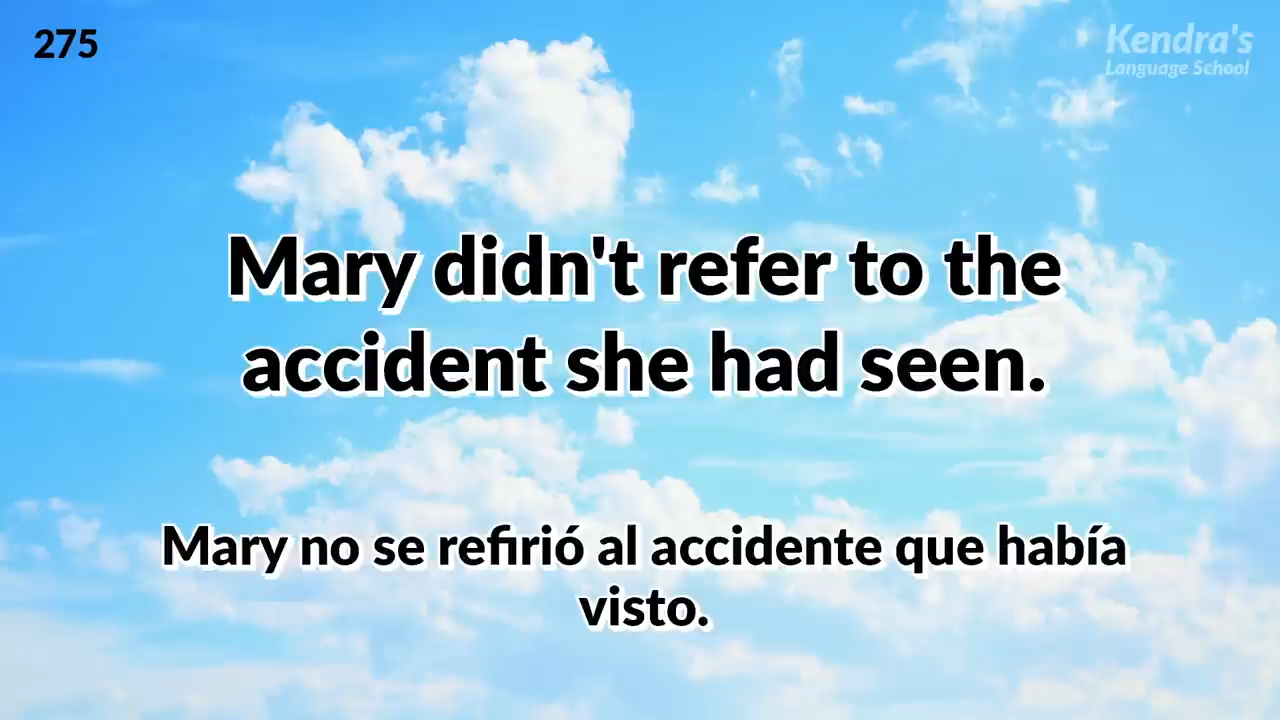 275
Kendra's
Language School
Mary didn't refer to the
accident she had seen.
Mary no se refirió al accidente que había
visto.